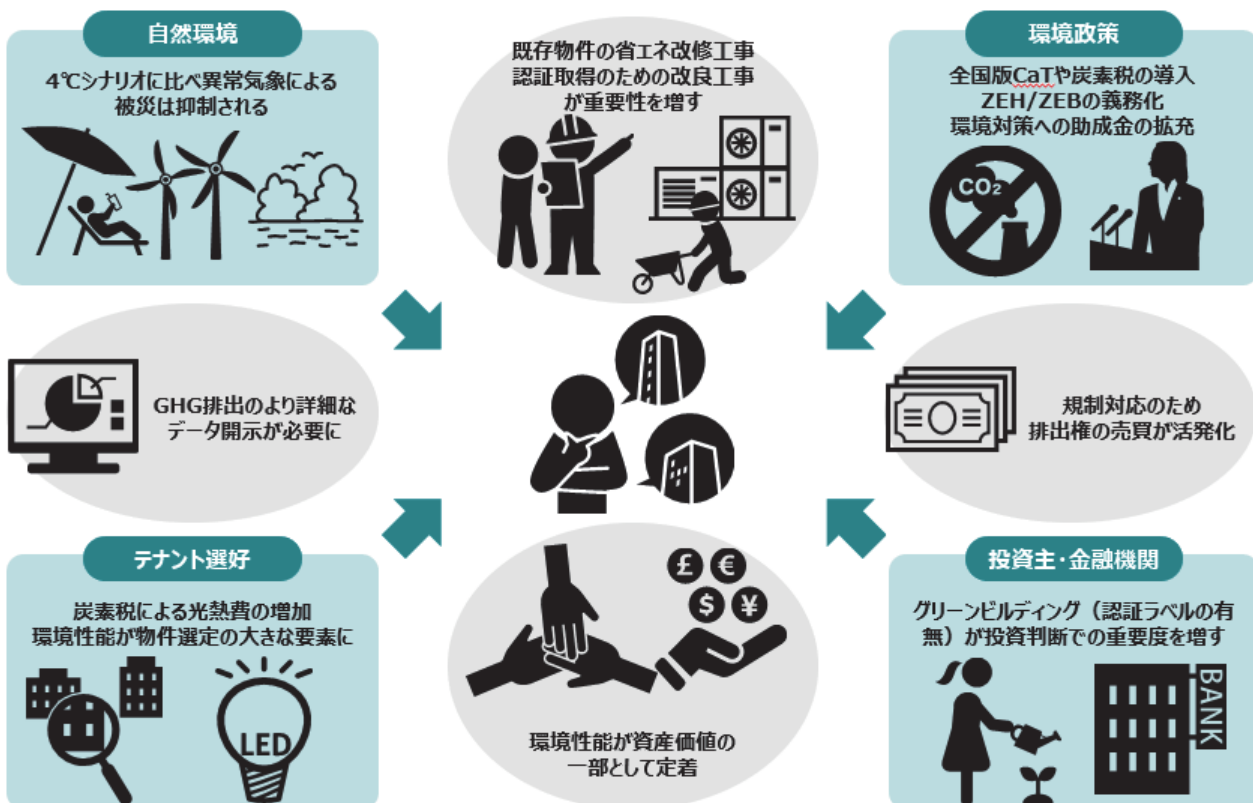 自然環境
4℃シナリオに比べ異常気象による
被災は抑制される
既存物件の省エネ改修工事
認証取得のための改良工事
が重要性を増す
環境政策
全国版CaTや炭素税の導入
ZEH/ZEBの義務化
環境対策への助成金の拡充
CO₂
GHG排出のより詳細な
データ開示が必要に
規制対応のため
排出権の売買が活発化
テナント選好
炭素税による光熱費の増加
環境性能が物件選定の大きな要素に
LED
£ €
$ ¥
環境性能が資産価値の
一部として定着
投資主・金融機関
グリーンビルディング（認証ラベルの有
無）が投資判断での重要度を増す
BANK